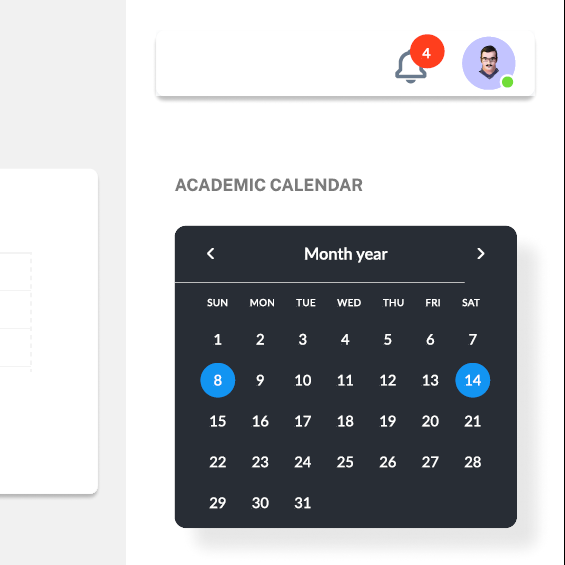 4
ACADEMIC CALENDAR
Month year
SUN MON TUE WED THU FRI SAT
1 2 3 4 5 6 7
8 9 10 11 12 13 14
15 16 17 18 19 20 21
22 23 24 25 26 27 28
29 30 31